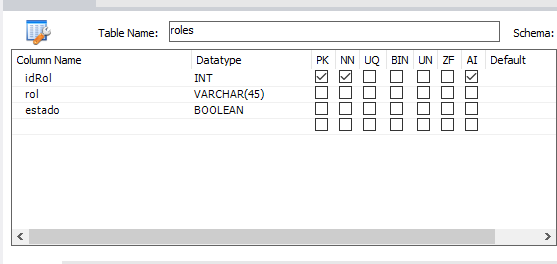 Table Name: roles Schema:
Column Name Datatype PK NN UQ BIN UN ZF AI Default
idRol INT
rol VARCHAR(45)
estado BOOLEAN